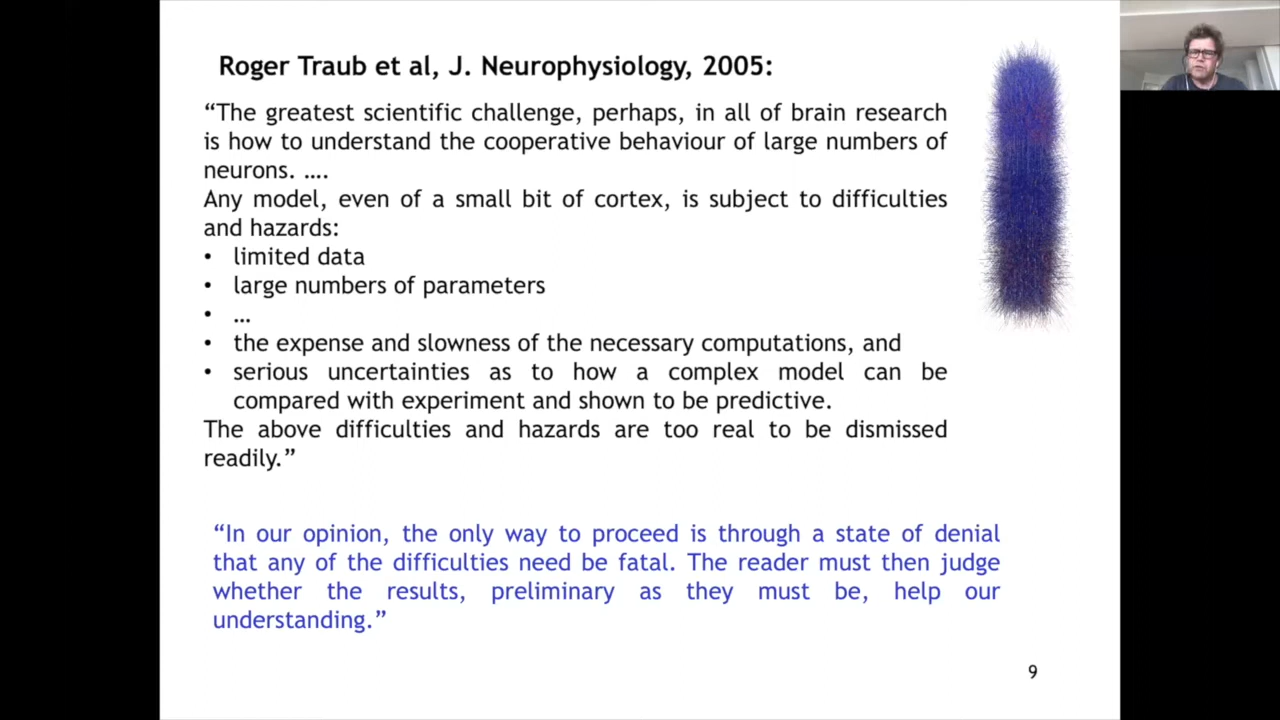 Roger Traub et al, J. Neurophysiology, 2005:
“The greatest scientific challenge, perhaps, in all of brain research
is how to understand the cooperative behaviour of large numbers of
neurons. ….
Any model, even of a small bit of cortex, is subject to difficulties
and hazards:
• limited data
• large numbers of parameters
• …
• the expense and slowness of the necessary computations, and
• serious uncertainties as to how a complex model can be
compared with experiment and shown to be predictive.
The above difficulties and hazards are too real to be dismissed
readily.”
“In our opinion, the only way to proceed is through a state of denial
that any of the difficulties need be fatal. The reader must then judge
whether the results, preliminary as they must be, help our
understanding.”
9